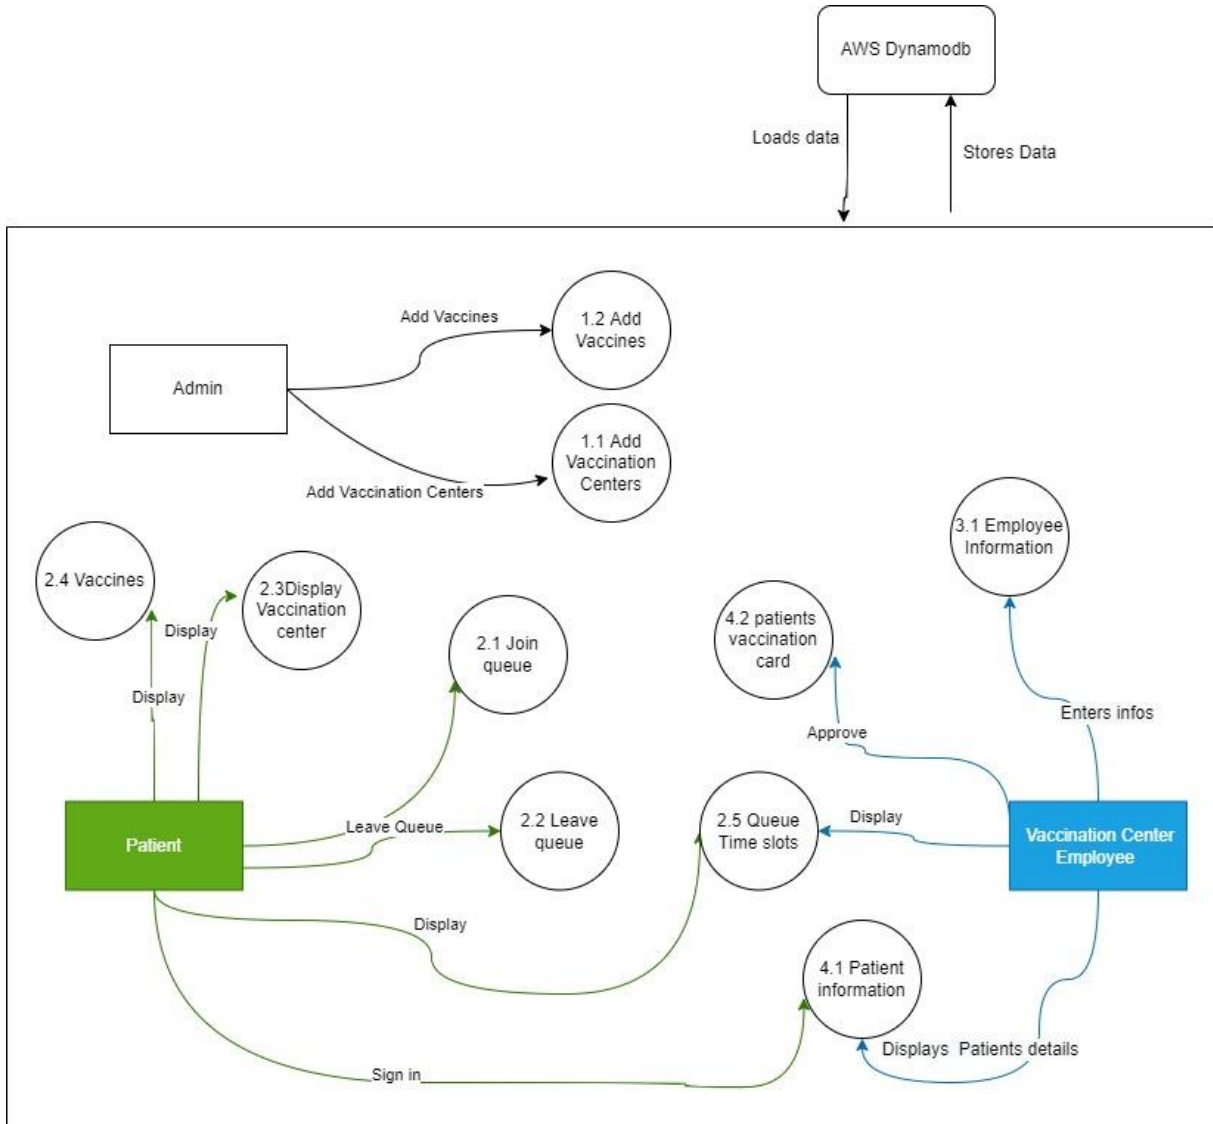 AWS Dynamodb
Loads data
Stores Data
Add Vaccines
1.2 Add
Vaccines
Admin
1.1 Add
Vaccination
Centers
Add Vaccination Centers
3.1 Employee
Information
2.4 Vaccines
2.3Display
Vaccination
center
Display
2.1 Join
queue
4.2 patients
vaccination
card
Display
Enters infos
Approve
Patient
Leave Queue
2.2 Leave
queue
2.5 Queue
Time slots
Display
Vaccination Center
Employee
Display
4.1 Patient
information
Displays  Patients details
Sign in